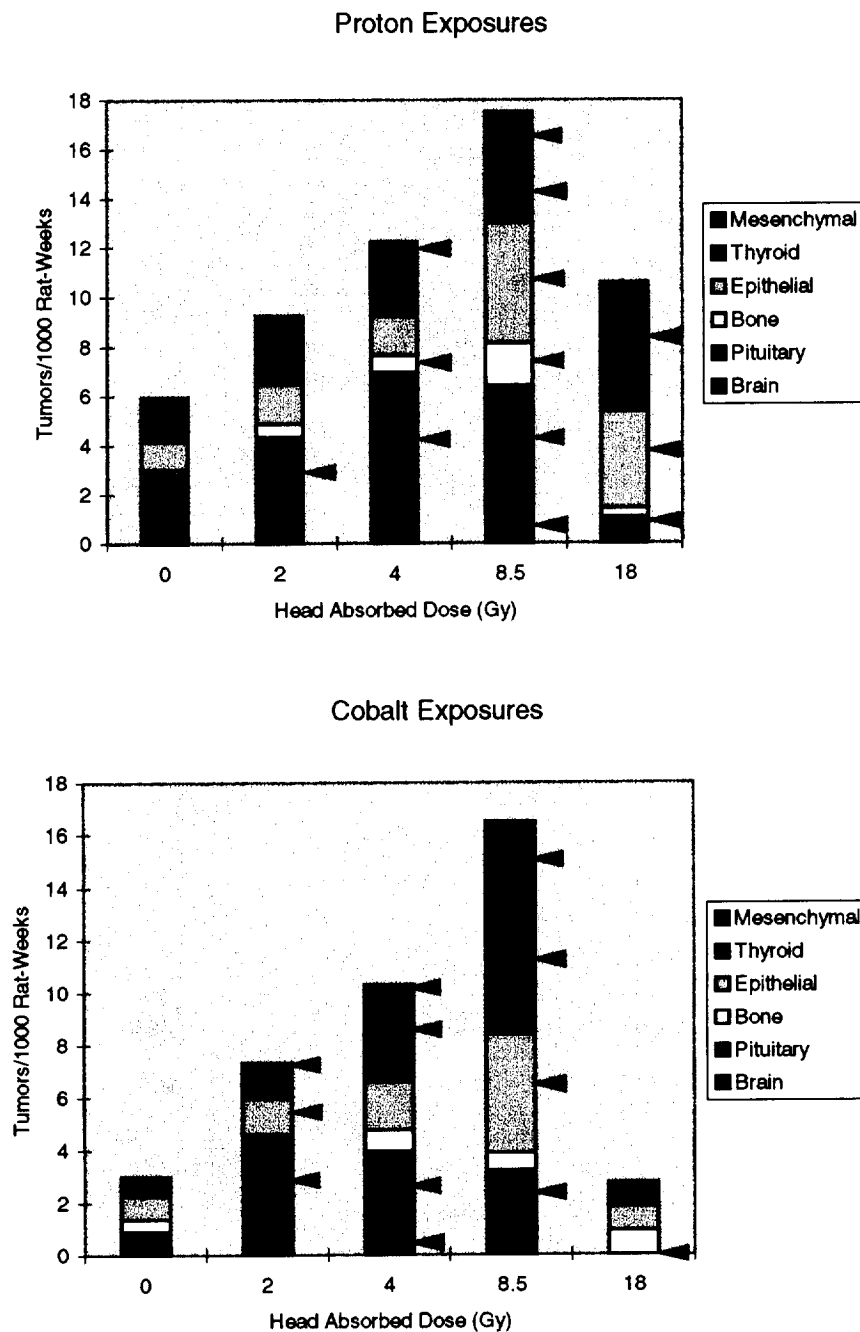 Proton Exposures
18
16
14
12
10
8
6
4
2
0
Tumors/1000 Rat-Weeks
0 2 4 8.5 18
Head Absorbed Dose (Gy)
Mesenchymal
Thyroid
Epithelial
Bone
Pituitary
Brain
Cobalt Exposures
18
16
14
12
10
8
6
4
2
0
Tumors/1000 Rat-Weeks
0 2 4 8.5 18
Head Absorbed Dose (Gy)
Mesenchymal
Thyroid
Epithelial
Bone
Pituitary
Brain